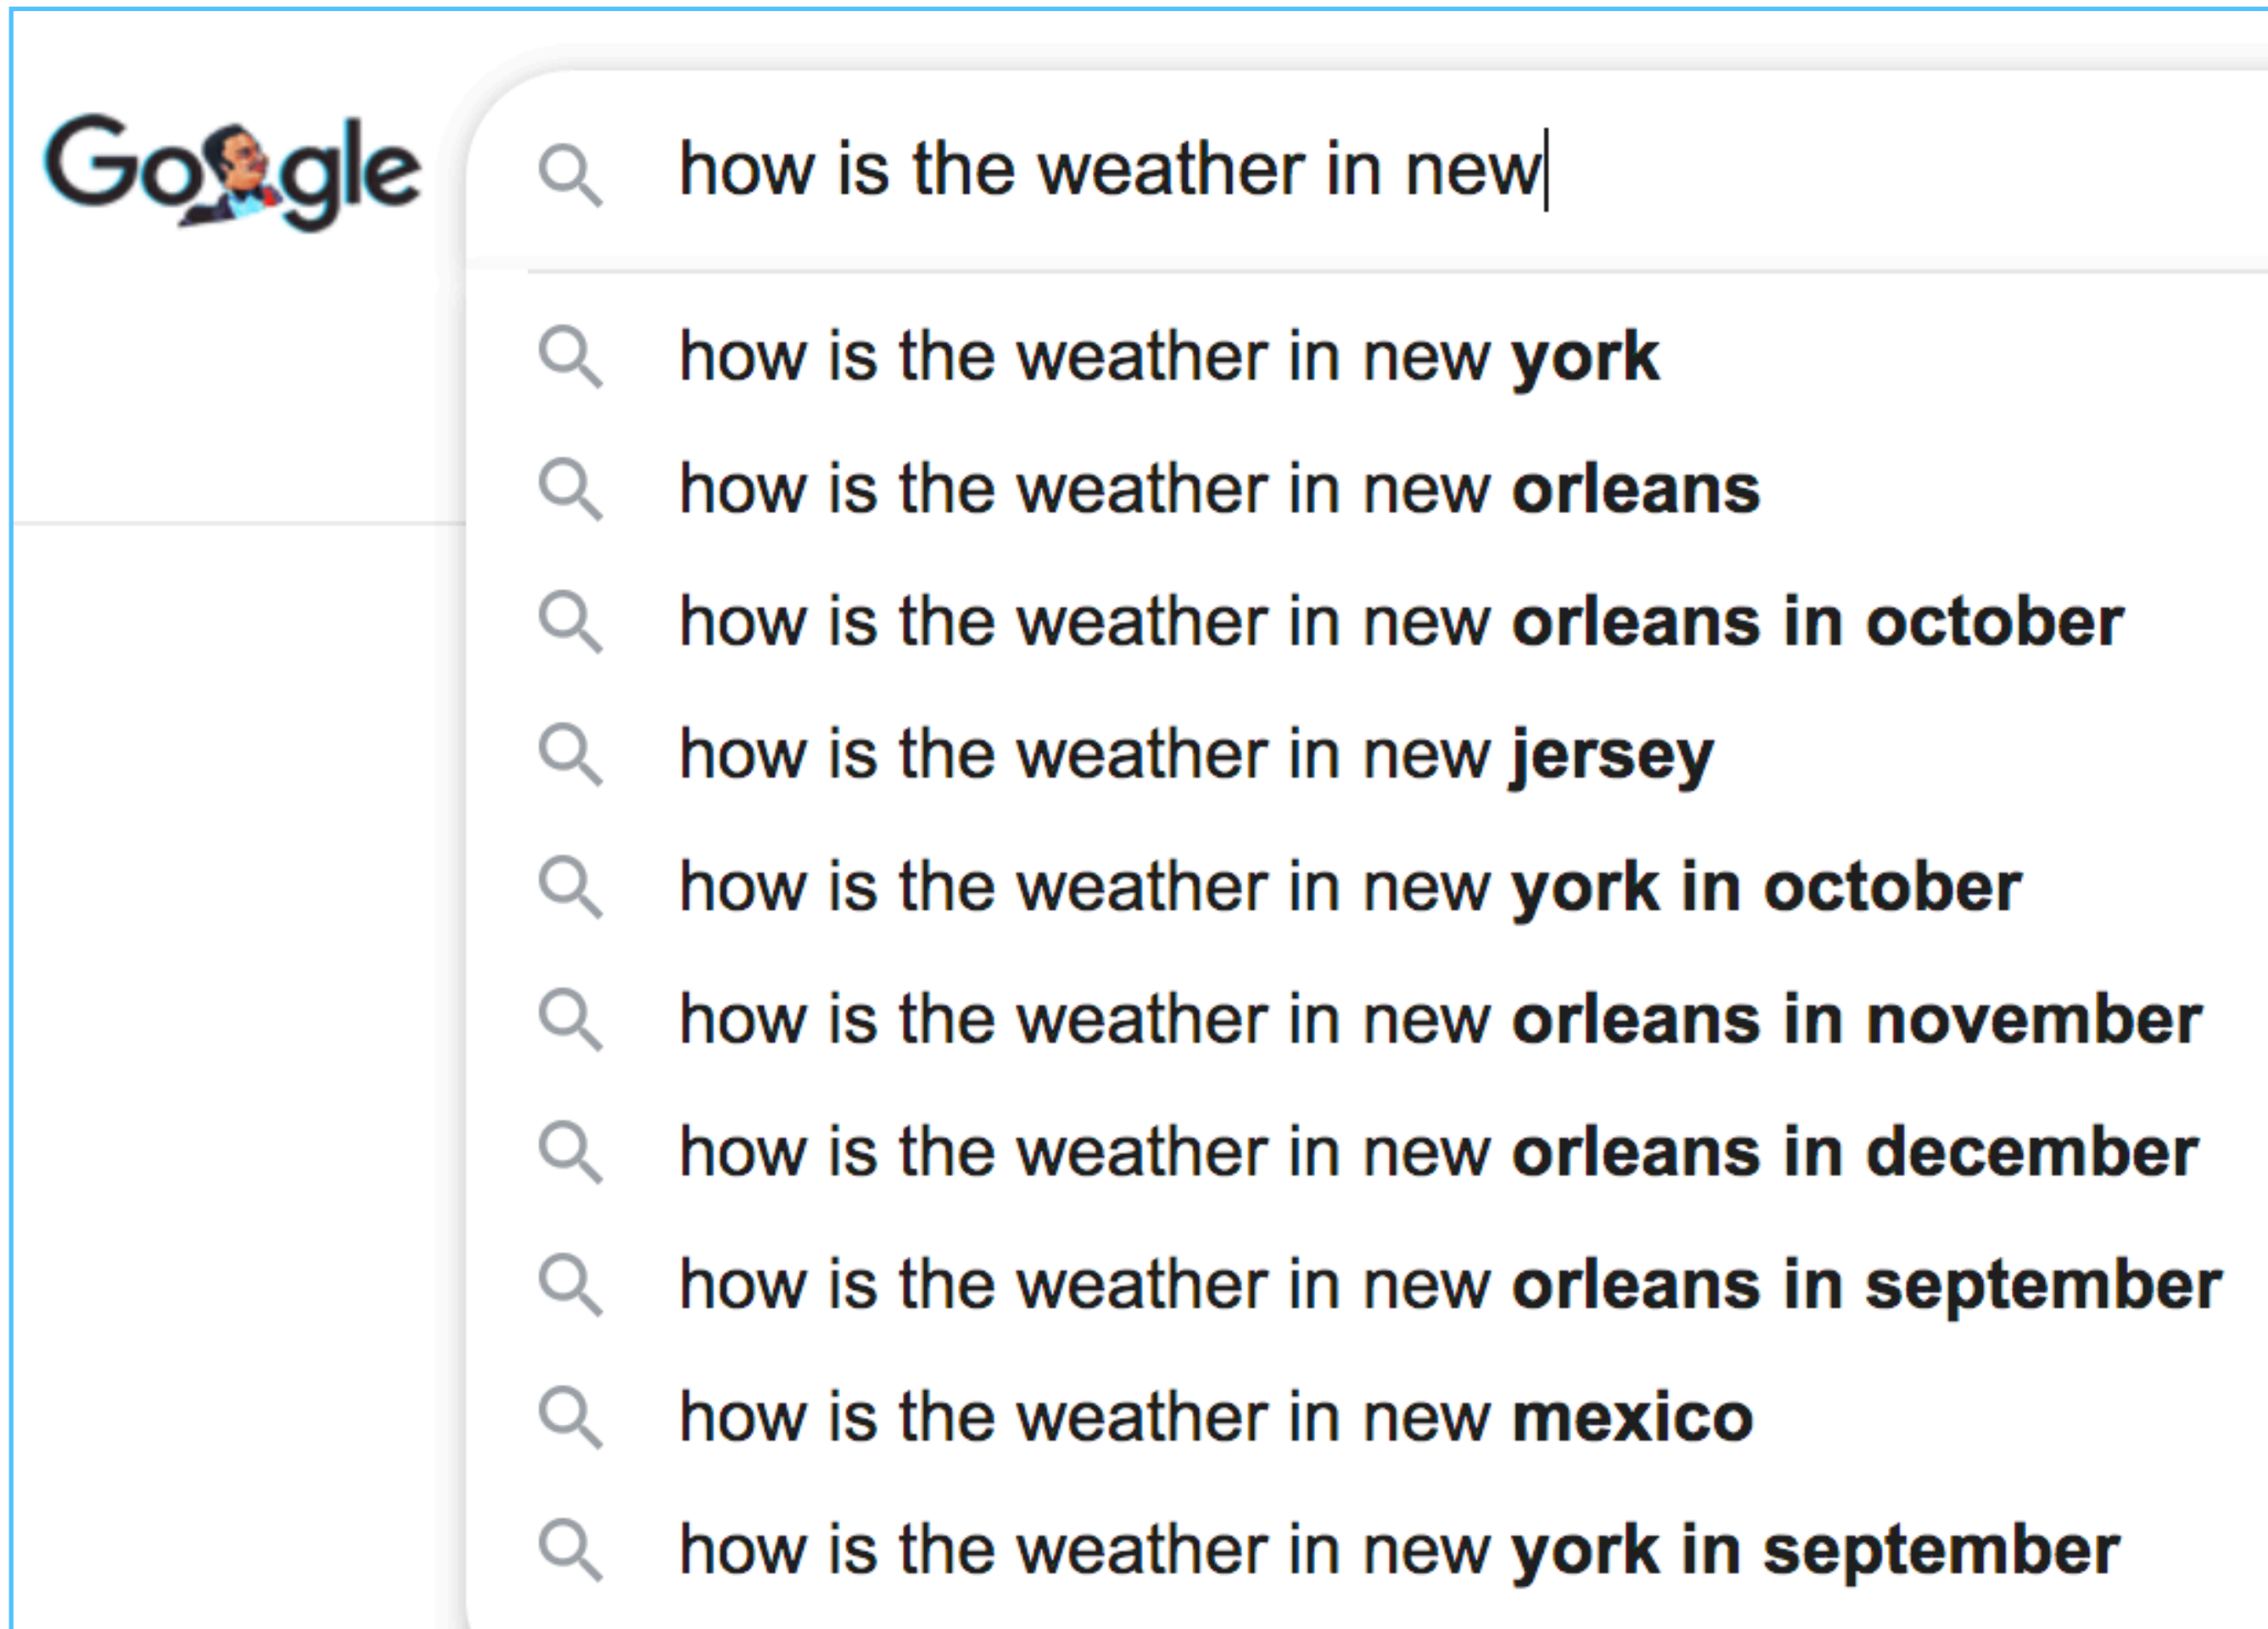 Google
how is the weather in new
how is the weather in new york
how is the weather in new orleans
how is the weather in new orleans in october
how is the weather in new jersey
how is the weather in new york in october
how is the weather in new orleans in november
how is the weather in new orleans in december
how is the weather in new orleans in september
how is the weather in new mexico
how is the weather in new york in september